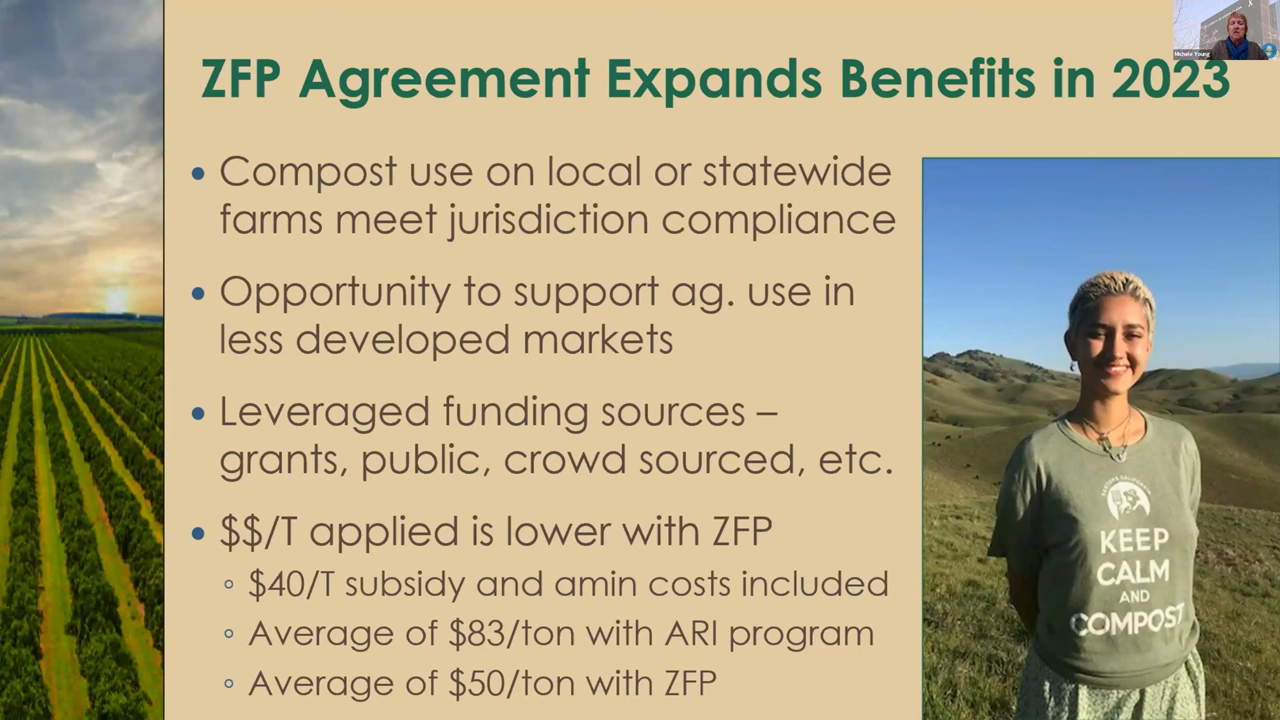 ZFP Agreement Expands Benefits in 2023
Michele Young
• Compost use on local or statewide
farms meet jurisdiction compliance
• Opportunity to support ag. use in
less developed markets
• Leveraged funding sources –
grants, public, crowd sourced, etc.
• $$/T applied is lower with ZFP
◦ $40/T subsidy and amin costs included
◦ Average of $83/ton with ARI program
◦ Average of $50/ton with ZFP
KEEP
CALM
AND
COMPOST